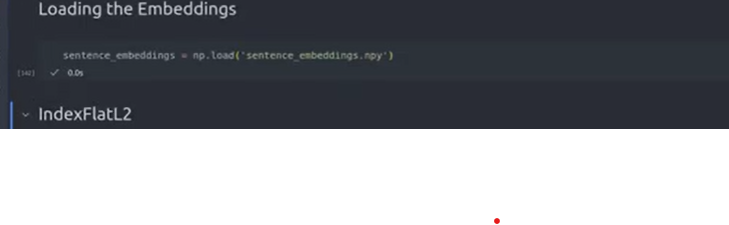 Loading the Embeddings
sentence_embeddings = np.load('sentence_embeddings.npy')
[142] 0.0s
IndexFlatL2